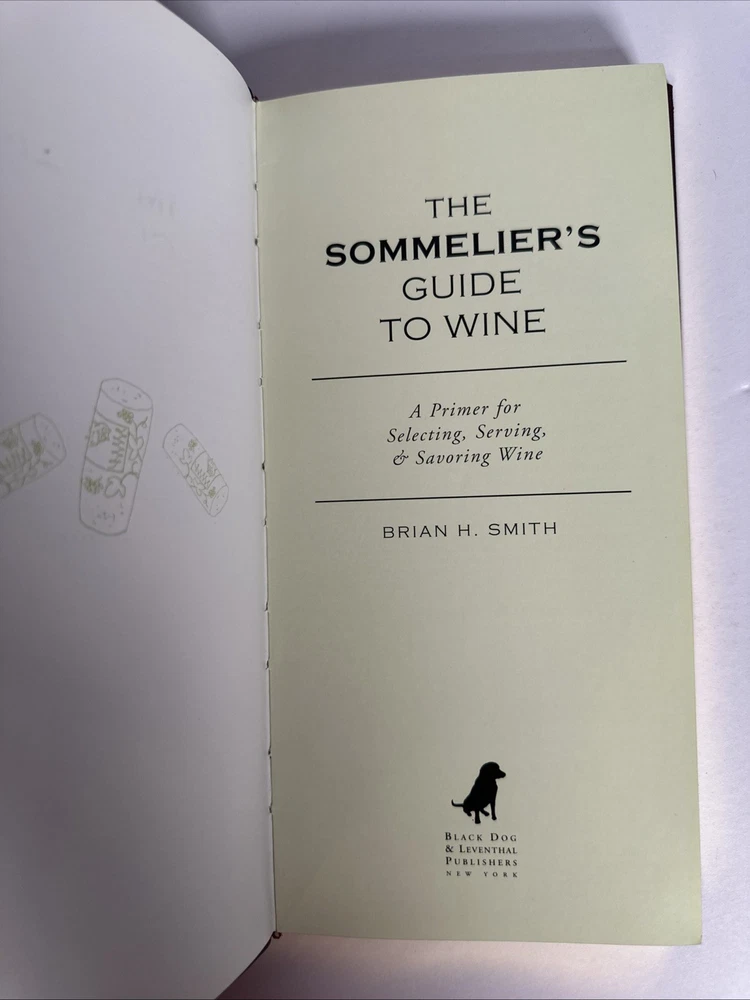 THE
SOMMELIER'S
GUIDE
TO WINE
A Primer for
Selecting, Serving,
& Savoring Wine
BRIAN H. SMITH
BLACK DOG
& LEVENTHAL
PUBLISHERS
NEW YORK